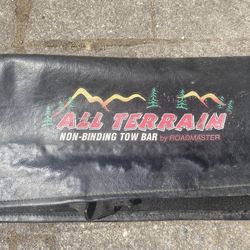 ALL TERRAIN
NON-BINDING TOW BAR by ROADMASTER